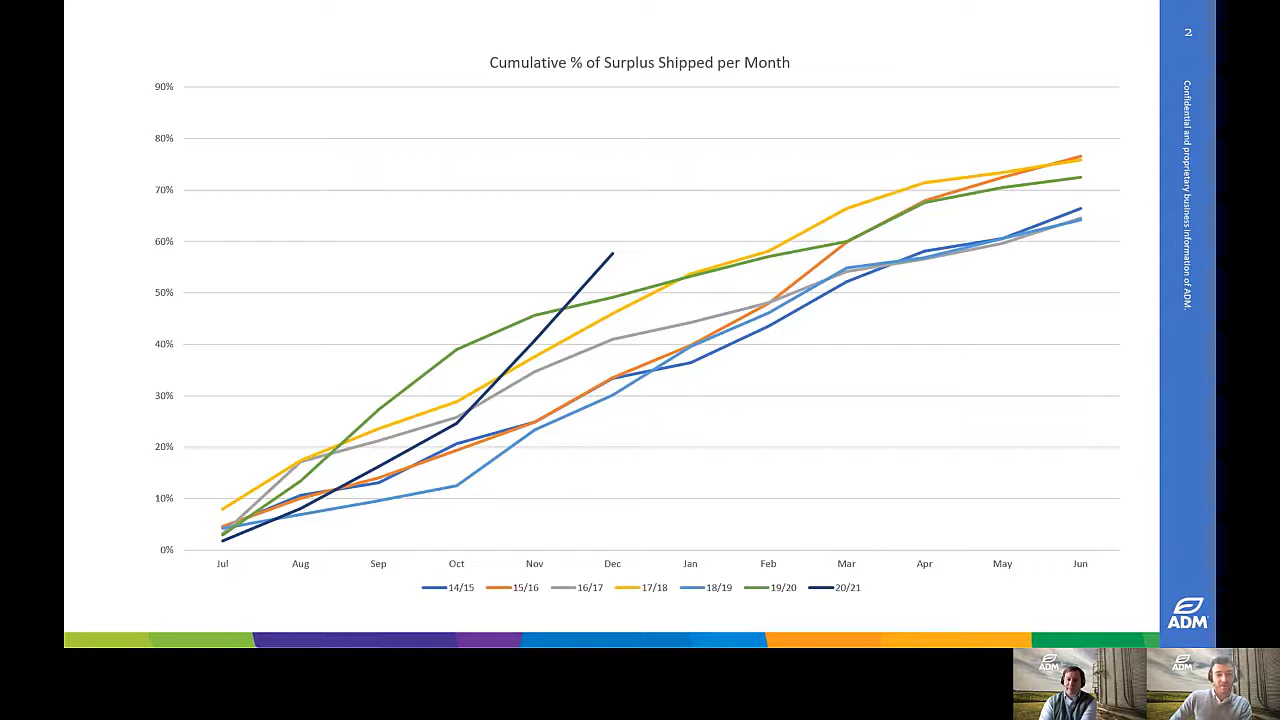 Cumulative % of Surplus Shipped per Month
90%
80%
70%
60%
50%
40%
30%
20%
10%
0%
Jul Aug Sep Oct Nov Dec Jan Feb Mar Apr May Jun
14/15 15/16 16/17 17/18 18/19 19/20 20/21
2
Confidential and proprietary business information of ADM.
ADM
ADM
ADM